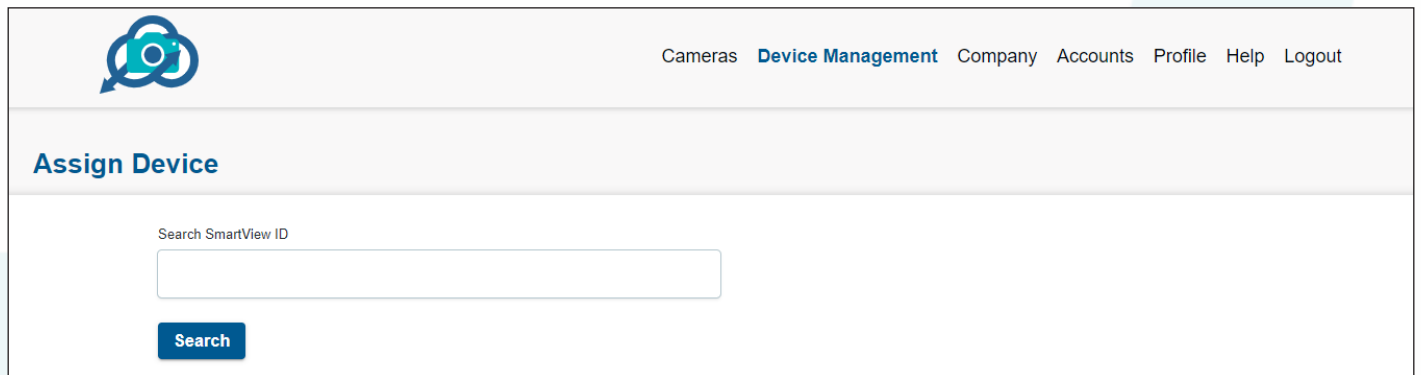 Cameras Device Management Company Accounts Profile Help Logout
Assign Device
Search SmartView ID
Search